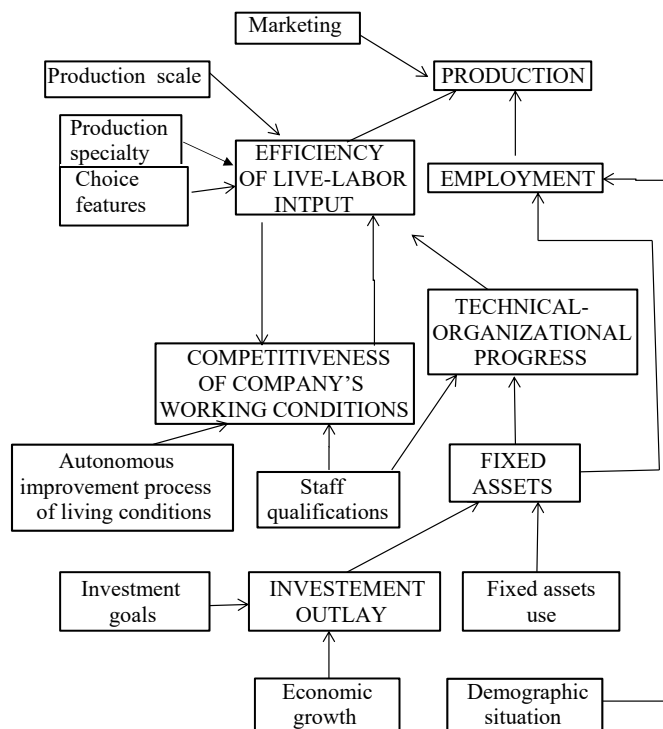 Marketing
PRODUCTION
Production scale
Production
specialty
Choice
features
EFFICIENCY
OF LIVE-LABOR
INTPUT
EMPLOYMENT
TECHNICAL-
ORGANIZATIONAL
PROGRESS
COMPETITIVENESS
OF COMPANY’S
WORKING CONDITIONS
Autonomous
improvement process
of living conditions
Staff
qualifications
FIXED
ASSETS
Investment
goals
INVESTEMENT
OUTLAY
Fixed assets
use
Economic
growth
Demographic
situation